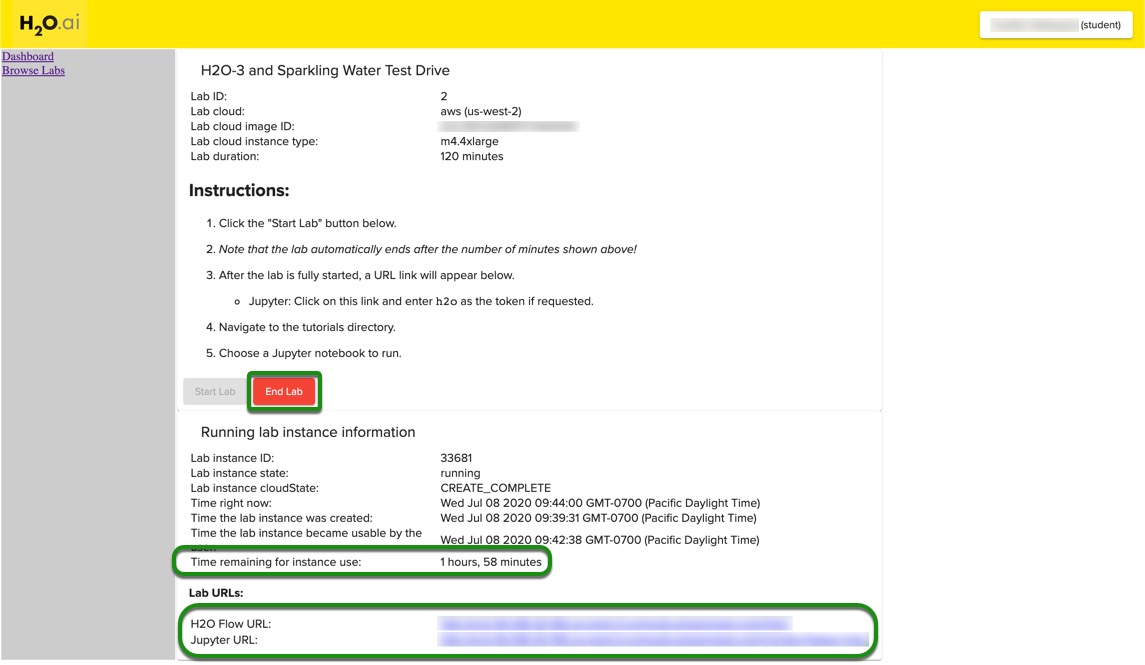 H2O.ai
(student)
Dashboard
Browse Labs
H2O-3 and Sparkling Water Test Drive
Lab ID: 2
Lab cloud: aws (us-west-2)
Lab cloud image ID:
Lab cloud instance type: m4.4xlarge
Lab duration: 120 minutes
Instructions:
1. Click the "Start Lab" button below.
2. Note that the lab automatically ends after the number of minutes shown above!
3. After the lab is fully started, a URL link will appear below.
Jupyter: Click on this link and enter h2o as the token if requested.
4. Navigate to the tutorials directory.
5. Choose a Jupyter notebook to run.
Start Lab End Lab
Running lab instance information
Lab instance ID: 33681
Lab instance state: running
Lab instance cloudState: CREATE_COMPLETE
Time right now: Wed Jul 08 2020 09:44:00 GMT-0700 (Pacific Daylight Time)
Time the lab instance was created: Wed Jul 08 2020 09:39:31 GMT-0700 (Pacific Daylight Time)
Time the lab instance became usable by the
Wed Jul 08 2020 09:42:38 GMT-0700 (Pacific Daylight Time)
Time remaining for instance use: 1 hours, 58 minutes
Lab URLs:
H2O Flow URL:
Jupyter URL: